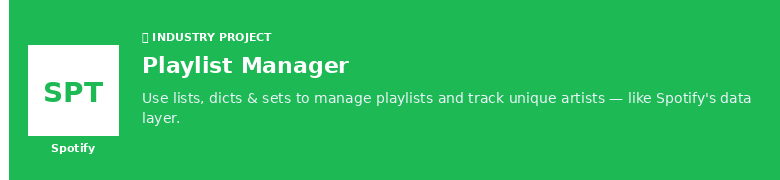 SPT
Spotify
INDUSTRY PROJECT
Playlist Manager
Use lists, dicts & sets to manage playlists and track unique artists — like Spotify's data
layer.